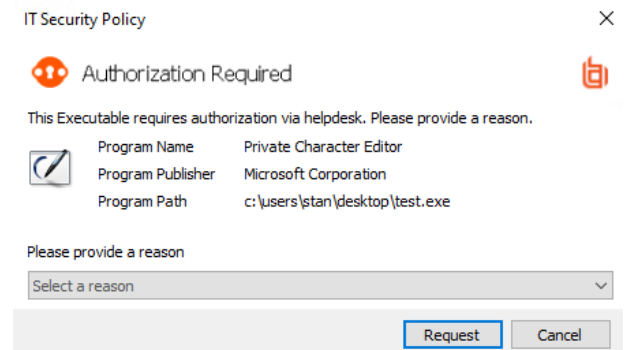 IT Security Policy
Authorization Required
This Executable requires authorization via helpdesk. Please provide a reason.
Program Name Private Character Editor
Program Publisher Microsoft Corporation
Program Path c:\users\stan\desktop\test.exe
Please provide a reason
Select a reason
Request Cancel